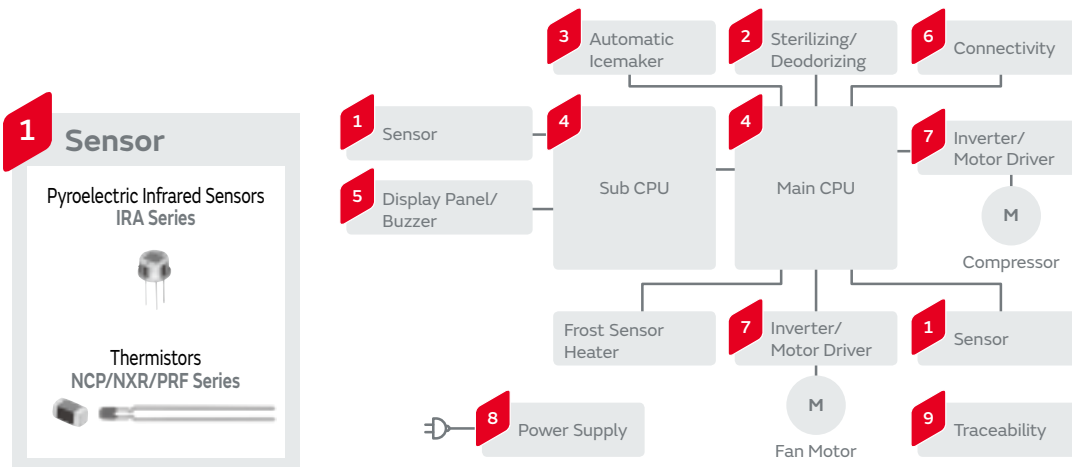 1
Sensor
Pyroelectric Infrared Sensors
IRA Series
Thermistors
NCP/NXR/PRF Series
3
Automatic
Icemaker
2
Sterilizing/
Deodorizing
6
Connectivity
1
Sensor
5
Display Panel/
Buzzer
4
Sub CPU
4
Main CPU
7
Inverter/
Motor Driver
M
Compressor
Frost Sensor
Heater
7
Inverter/
Motor Driver
M
Fan Motor
1
Sensor
8
Power Supply
9
Traceability